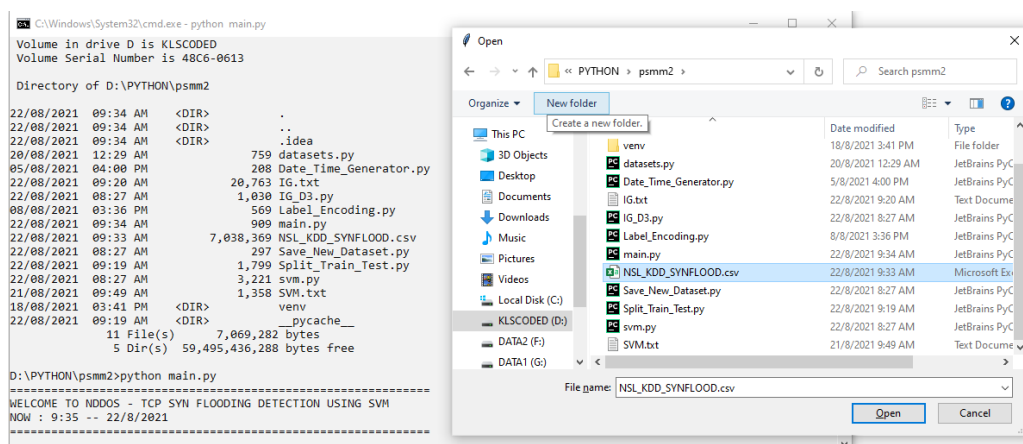 C:\Windows\System32\cmd.exe - python main.py
Volume in drive D is KLSCODED
Volume Serial Number is 48C6-0613
Directory of D:\PYTHON\psmm2
22/08/2021 09:34 AM <DIR> .
22/08/2021 09:34 AM <DIR> ..
22/08/2021 09:34 AM <DIR> .idea
20/08/2021 12:29 AM 759 datasets.py
05/08/2021 04:00 PM 208 Date_Time_Generator.py
22/08/2021 09:20 AM 20,763 IG.txt
22/08/2021 08:27 AM 1,030 IG_D3.py
08/08/2021 03:36 PM 569 Label_Encoding.py
22/08/2021 09:34 AM 909 main.py
22/08/2021 09:33 AM 7,038,369 NSL_KDD_SYNFLOOD.csv
22/08/2021 08:27 AM 297 Save_New_Dataset.py
22/08/2021 09:19 AM 1,799 Split_Train_Test.py
22/08/2021 08:27 AM 3,221 svm.py
21/08/2021 09:49 AM 1,358 SVM.txt
18/08/2021 03:41 PM <DIR> venv
22/08/2021 09:19 AM <DIR> __pycache__
11 File(s) 7,069,282 bytes
5 Dir(s) 59,495,436,288 bytes free
D:\PYTHON\psmm2>python main.py
WELCOME TO NDDOS - TCP SYN FLOODING DETECTION USING SVM
NOW : 9:35 -- 22/8/2021
Open
« PYTHON › psmm2 ›
Search psmm2
Organize
New folder
Create a new folder.
This PC
3D Objects
Desktop
Documents
Downloads
Music
Pictures
Videos
Local Disk (C:)
KLSCODED (D:)
DATA2 (F:)
DATA1 (G:)
Date modified Type
venv 18/8/2021 3:41 PM File folder
datasets.py 20/8/2021 12:29 AM JetBrains PyC
Date_Time_Generator.py 5/8/2021 4:00 PM JetBrains PyC
IG.txt 22/8/2021 9:20 AM Text Docume
IG_D3.py 22/8/2021 8:27 AM JetBrains PyC
Label_Encoding.py 8/8/2021 3:36 PM JetBrains PyC
main.py 22/8/2021 9:34 AM JetBrains PyC
NSL_KDD_SYNFLOOD.csv 22/8/2021 9:33 AM Microsoft Ex
Save_New_Dataset.py 22/8/2021 8:27 AM JetBrains PyC
Split_Train_Test.py 22/8/2021 9:19 AM JetBrains PyC
svm.py 22/8/2021 8:27 AM JetBrains PyC
SVM.txt 21/8/2021 9:49 AM Text Docume
File name: NSL_KDD_SYNFLOOD.csv
Open
Cancel